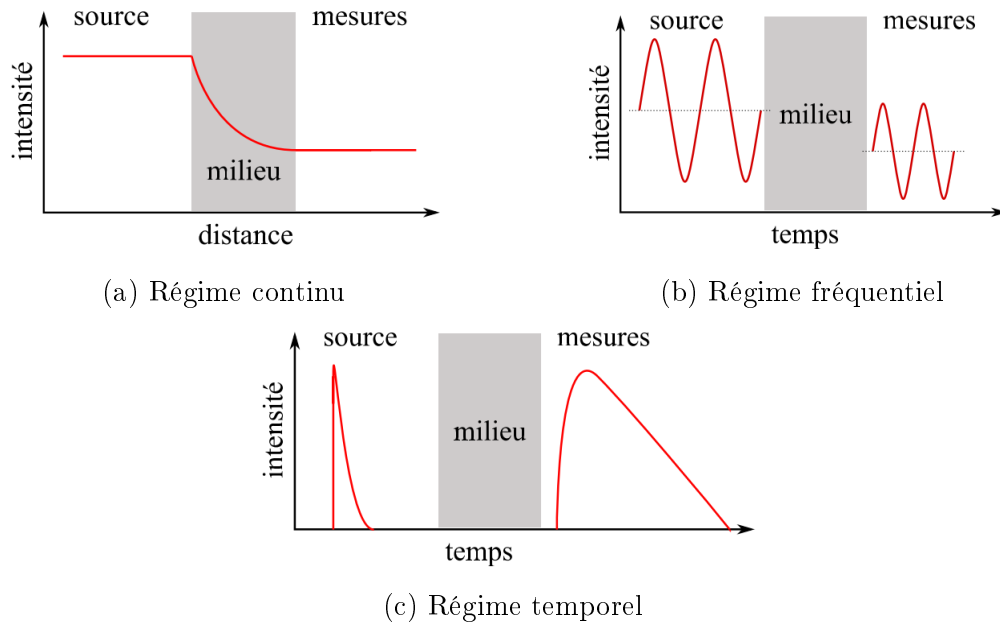 source
mesures
intensité
milieu
distance
(a) Régime continu
source
mesures
intensité
milieu
temps
(b) Régime fréquentiel
source
mesures
intensité
milieu
temps
(c) Régime temporel